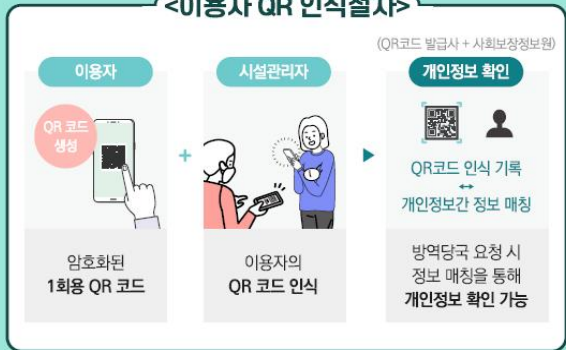 <이용자 QR 인식절차>
(QR코드 발급사 + 사회보장정보원)
이용자
시설관리자
개인정보 확인
QR 코드
생성
+
QR코드 인식 기록
↔
개인정보간 정보 매칭
암호화된
1회용 QR 코드
이용자의
QR 코드 인식
방역당국 요청 시
정보 매칭을 통해
개인정보 확인 가능